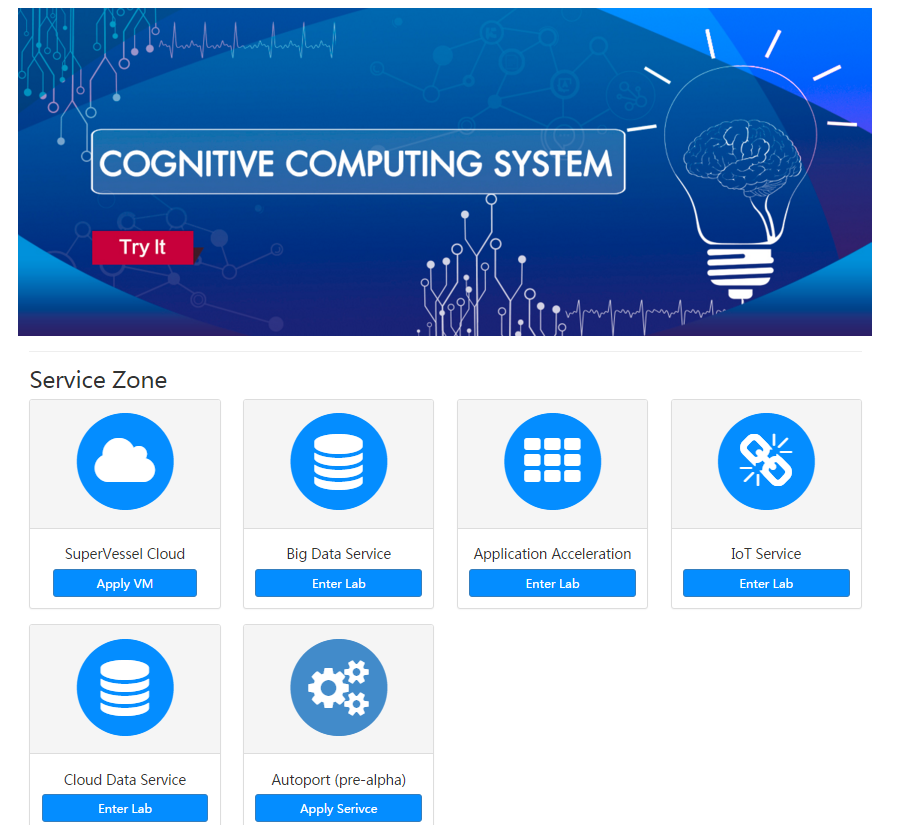 COGNITIVE COMPUTING SYSTEM
Try It
Service Zone
SuperVessel Cloud
Apply VM
Big Data Service
Enter Lab
Application Acceleration
Enter Lab
IoT Service
Enter Lab
Cloud Data Service
Enter Lab
Autoport (pre-alpha)
Apply Serivce